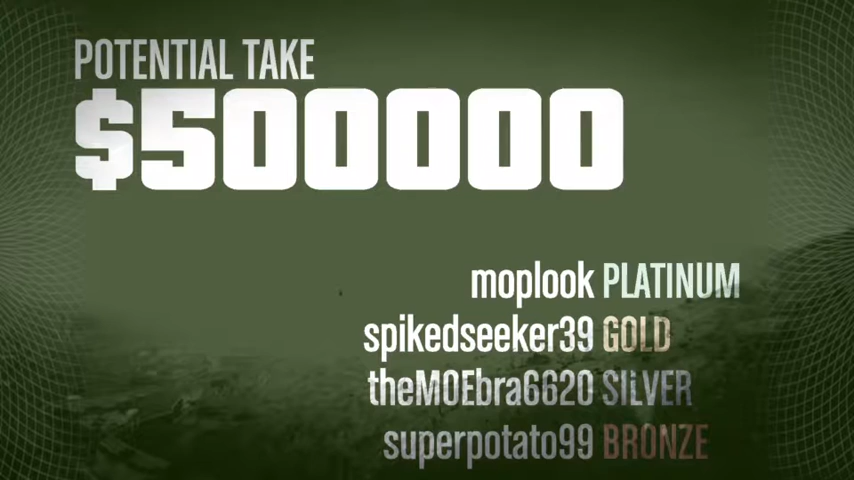 POTENTIAL TAKE
$500000
moplook PLATINUM
spikedseeker39 GOLD
theMOEbra6620 SILVER
superpotato99 BRONZE